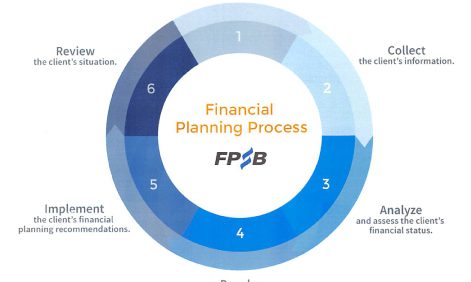 1
Collect
the client's information.
2
3
Analyze
and assess the client's
financial status.
4
5
Implement
the client's financial
planning recommendations.
6
Review
the client's situation.
Financial
Planning Process
FPSB